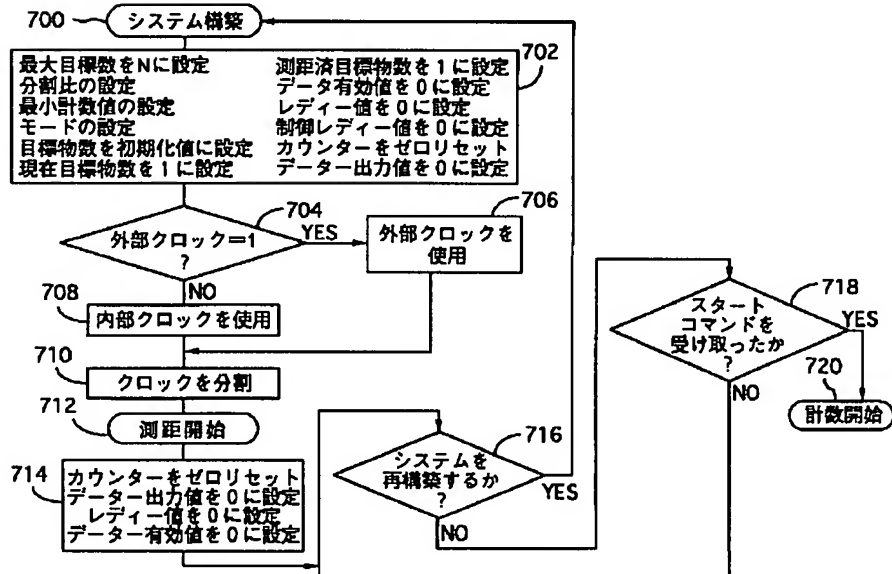 700
システム構築
702
最大目標数をNに設定
分割比の設定
最小計数値の設定
モードの設定
目標物数を初期化値に設定
現在目標物数を1に設定
測距済目標物数を1に設定
データ有効値を0に設定
レディー値を0に設定
制御レディー値を0に設定
カウンターをゼロリセット
データー出力値を0に設定
704
外部クロック=1
?
YES
NO
706
外部クロックを
使用
708
内部クロックを使用
710
クロックを分割
712
測距開始
714
カウンターをゼロリセット
データー出力値を0に設定
レディー値を0に設定
データー有効値を0に設定
716
システムを
再構築するか
?
YES
NO
718
スタート
コマンドを
受け取ったか
?
YES
NO
720
計数開始